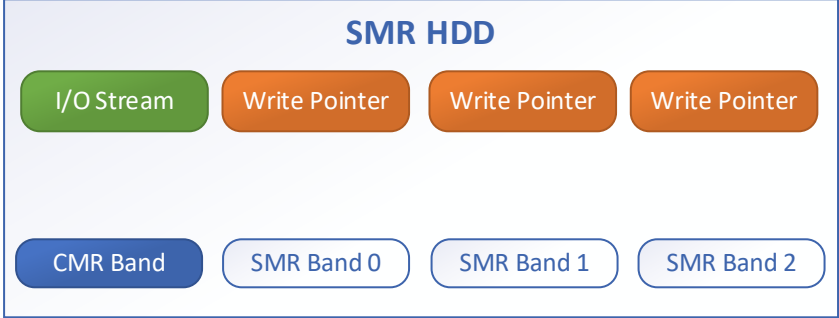 SMR HDD
I/O Stream
Write Pointer
Write Pointer
Write Pointer
CMR Band
SMR Band 0
SMR Band 1
SMR Band 2